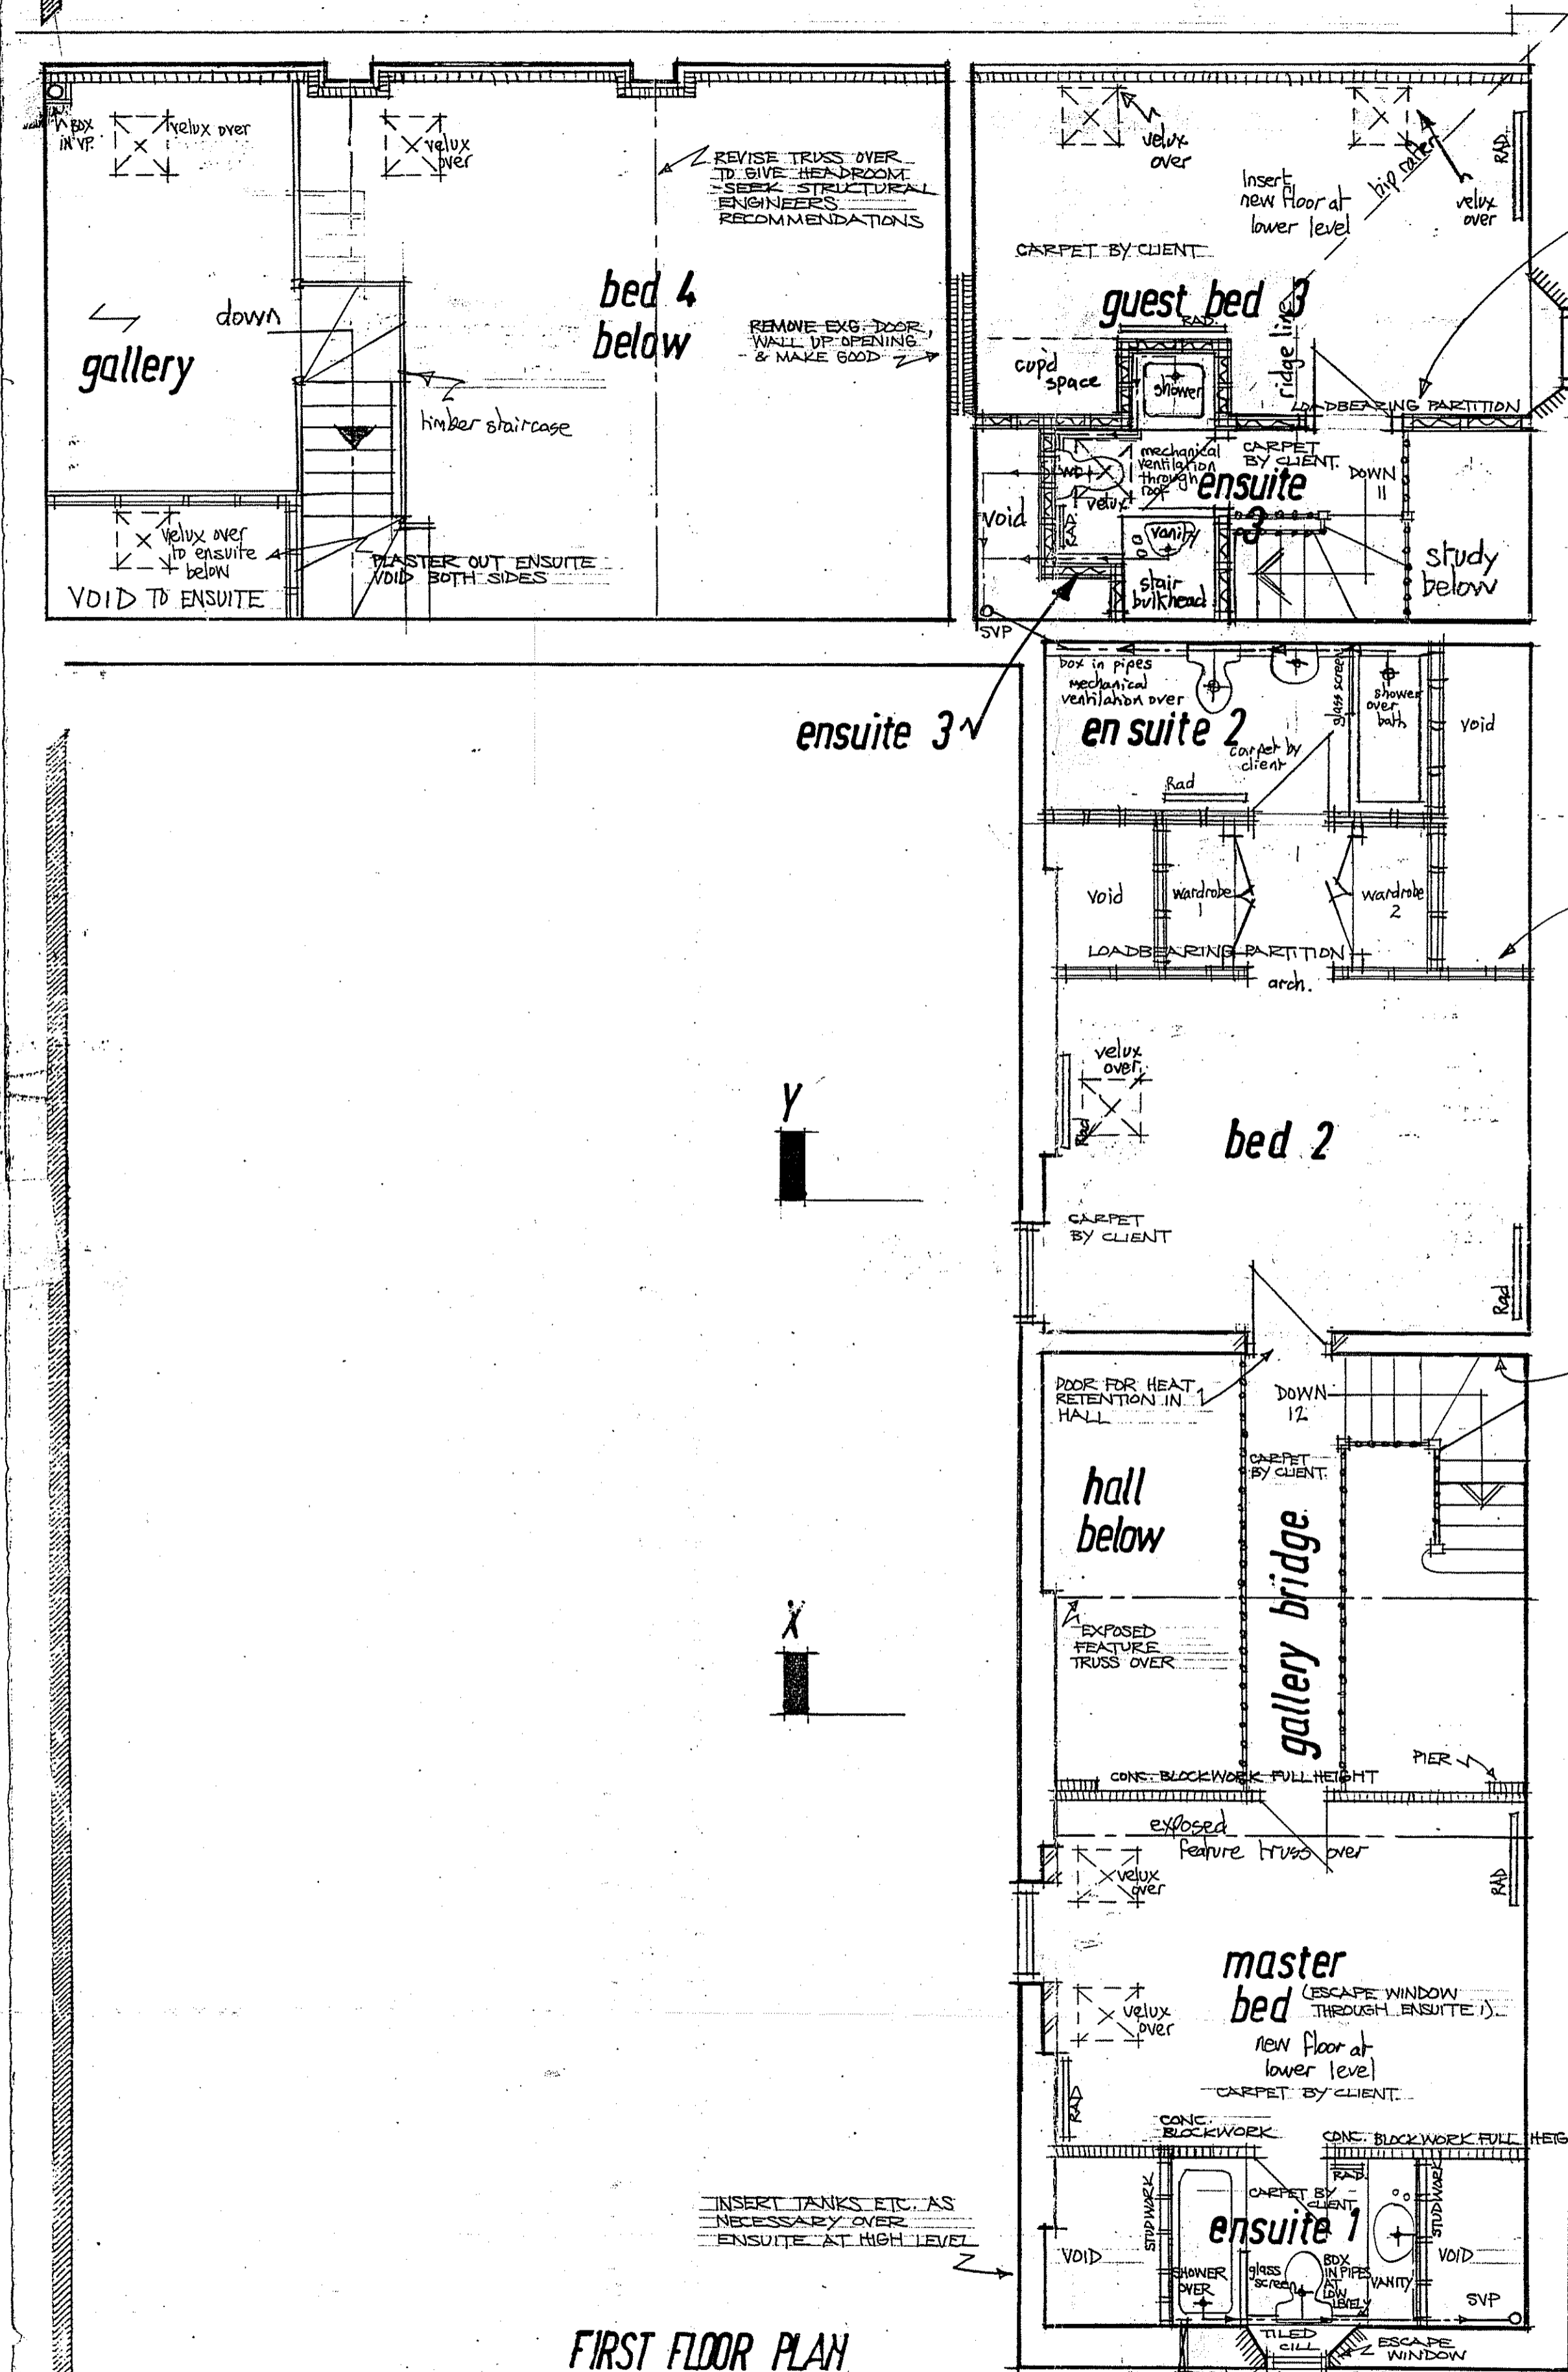 BOX
IN VP.
velux over
velux
over
REVISE TRUSS OVER
TO GIVE HEADROOM
-SEEK STRUCTURAL
ENGINEERS
RECOMMENDATIONS
bed 4
below
down
gallery
timber staircase
REMOVE EXG. DOOR,
WALL UP OPENING
& MAKE GOOD
velux over
to ensuite
below
VOID TO ENSUITE
PLASTER OUT ENSUITE
VOID BOTH SIDES
velux
over
hip rafter
RAD.
Insert
new floor at
lower level
velux
over
CARPET BY CLIENT
guest bed 3
RAD.
ridge line
cup'd
space
shower
LOADBEARING PARTITION
mechanical
ventilation
through
roof
CARPET
BY CLIENT.
DOWN
11
WC
velux
ensuite
3
void
RAD.
vanity
stair
bulkhead
study
below
SVP
ensuite 3
box in pipes
mechanical
ventilation over
glass screen
shower
over
bath
void
en suite 2
carpet by
client
Rad
void
wardrobe
1
wardrobe
2
LOADBEARING PARTITION
arch.
velux
over
Rad
bed 2
Y
CARPET
BY CLIENT
Rad
DOOR FOR HEAT
RETENTION IN
HALL
DOWN
12
CARPET
BY CLIENT.
hall
below
gallery bridge
X
EXPOSED
FEATURE
TRUSS OVER
PIER
CONC. BLOCKWORK FULL HEIGHT
exposed
feature truss over
velux
over
RAD
master
bed (ESCAPE WINDOW
THROUGH ENSUITE 1)
velux
over
new floor at
lower level
CARPET BY CLIENT
RAD
CONC.
BLOCKWORK
CONC. BLOCKWORK FULL HEIG
RAD.
STUDWORK
CARPET BY
CLIENT
STUDWORK
INSERT TANKS ETC. AS
NECESSARY OVER
ENSUITE AT HIGH LEVEL
ensuite 1
VOID
SHOWER
OVER
glass
screen
BOX
IN PIPES
AT
LOW
LEVEL
VANITY
VOID
SVP
TILED
CILL
ESCAPE
WINDOW
FIRST FLOOR PLAN